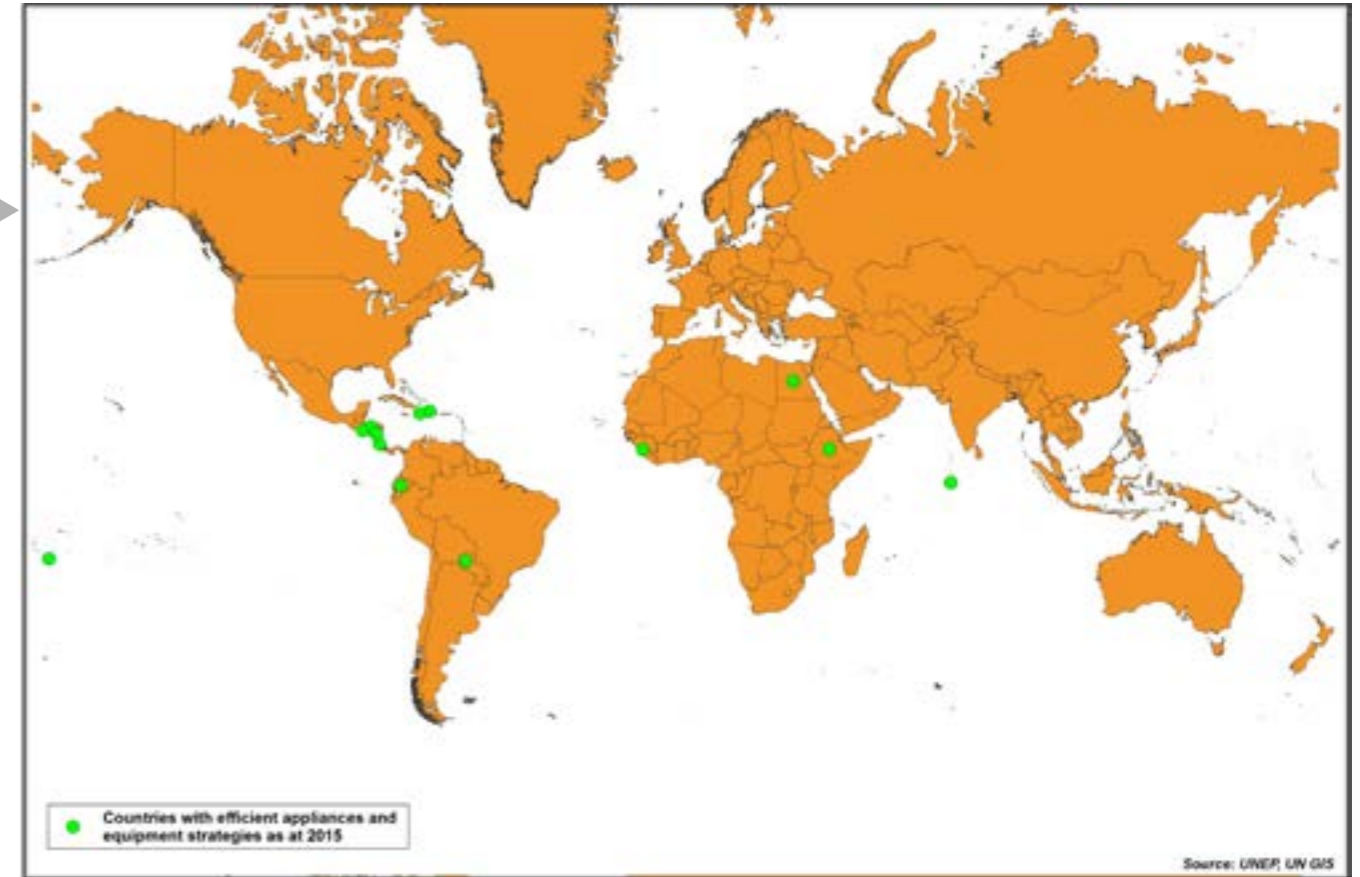 Countries with efficient appliances and
equipment strategies as at 2015
Source: UNEP, UN GIS